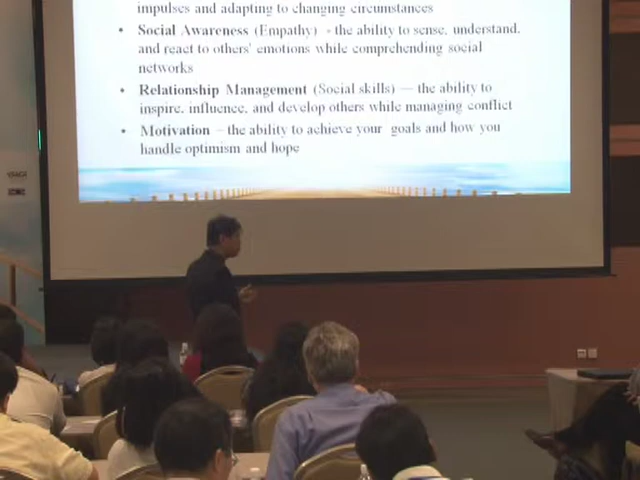 impulses and adapting to changing circumstances
• Social Awareness (Empathy) - the ability to sense, understand,
and react to others' emotions while comprehending social
networks
• Relationship Management (Social skills) — the ability to
inspire, influence, and develop others while managing conflict
• Motivation – the ability to achieve your goals and how you
handle optimism and hope